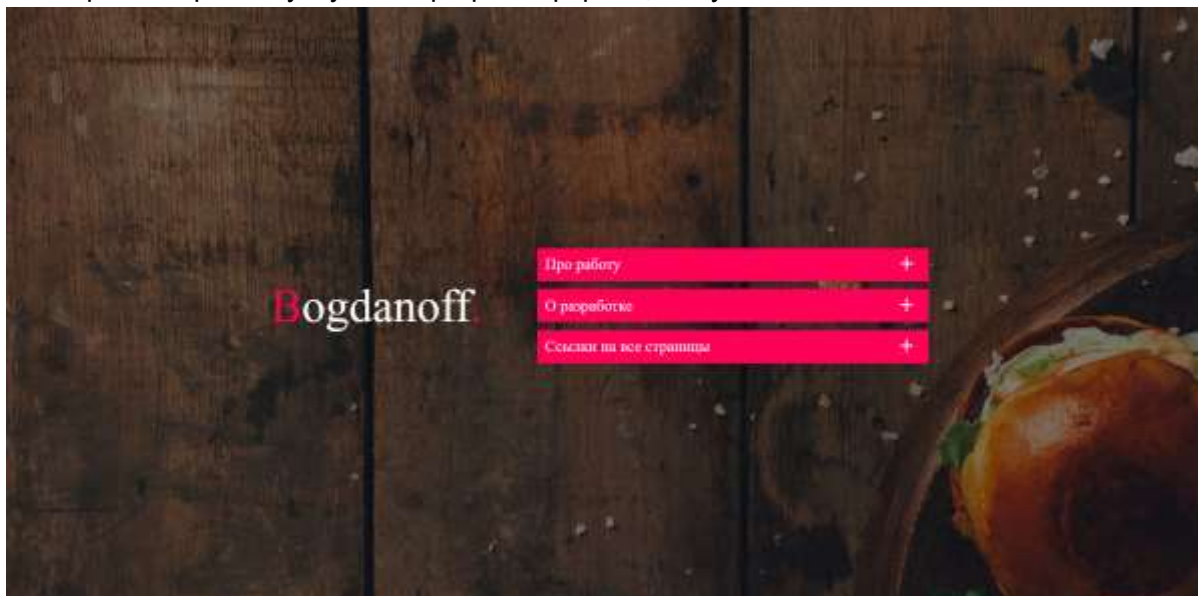 Bogdanoff.
Про работу +
О разработке +
Ссылки на все страницы +